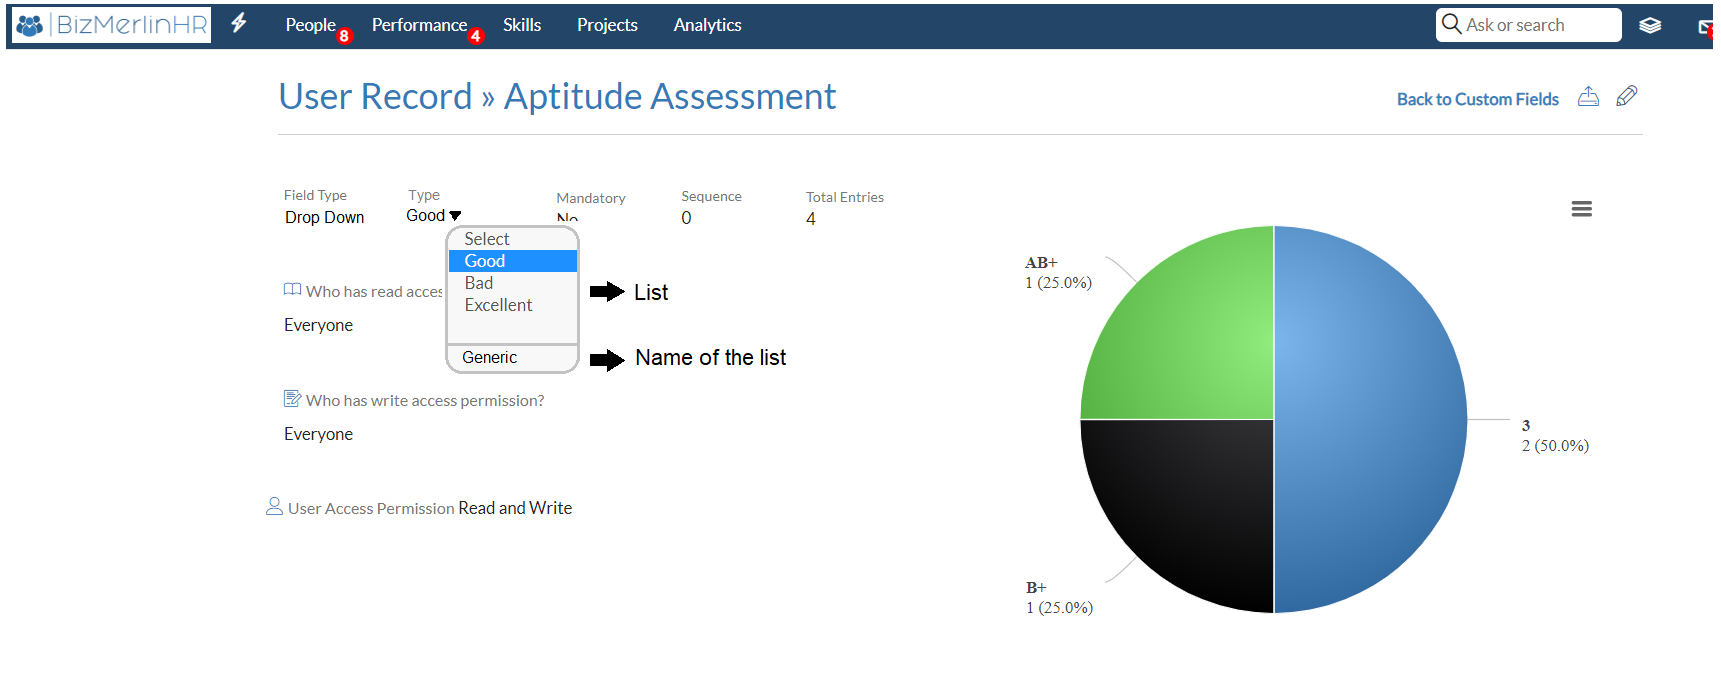 BizMerlinHR
People 8 Performance 4 Skills Projects Analytics
Ask or search
User Record » Aptitude Assessment
Back to Custom Fields
Field Type Type Mandatory Sequence Total Entries
Drop Down Good No 0 4
Select
Good
Bad
Excellent
Generic
List
Name of the list
Who has read acces
Everyone
Who has write access permission?
Everyone
User Access Permission Read and Write
AB+
1 (25.0%)
3
2 (50.0%)
B+
1 (25.0%)